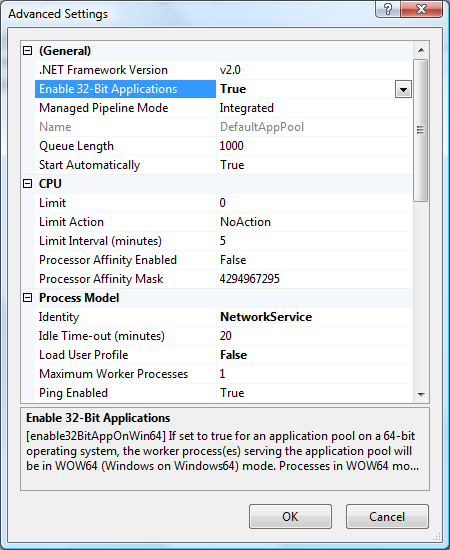 Advanced Settings
(General)
.NET Framework Version v2.0
Enable 32-Bit Applications True
Managed Pipeline Mode Integrated
Name DefaultAppPool
Queue Length 1000
Start Automatically True
CPU
Limit 0
Limit Action NoAction
Limit Interval (minutes) 5
Processor Affinity Enabled False
Processor Affinity Mask 4294967295
Process Model
Identity NetworkService
Idle Time-out (minutes) 20
Load User Profile False
Maximum Worker Processes 1
Ping Enabled True
Enable 32-Bit Applications
[enable32BitAppOnWin64] If set to true for an application pool on a 64-bit
operating system, the worker process(es) serving the application pool will
be in WOW64 (Windows on Windows64) mode. Processes in WOW64 mo...
OK Cancel